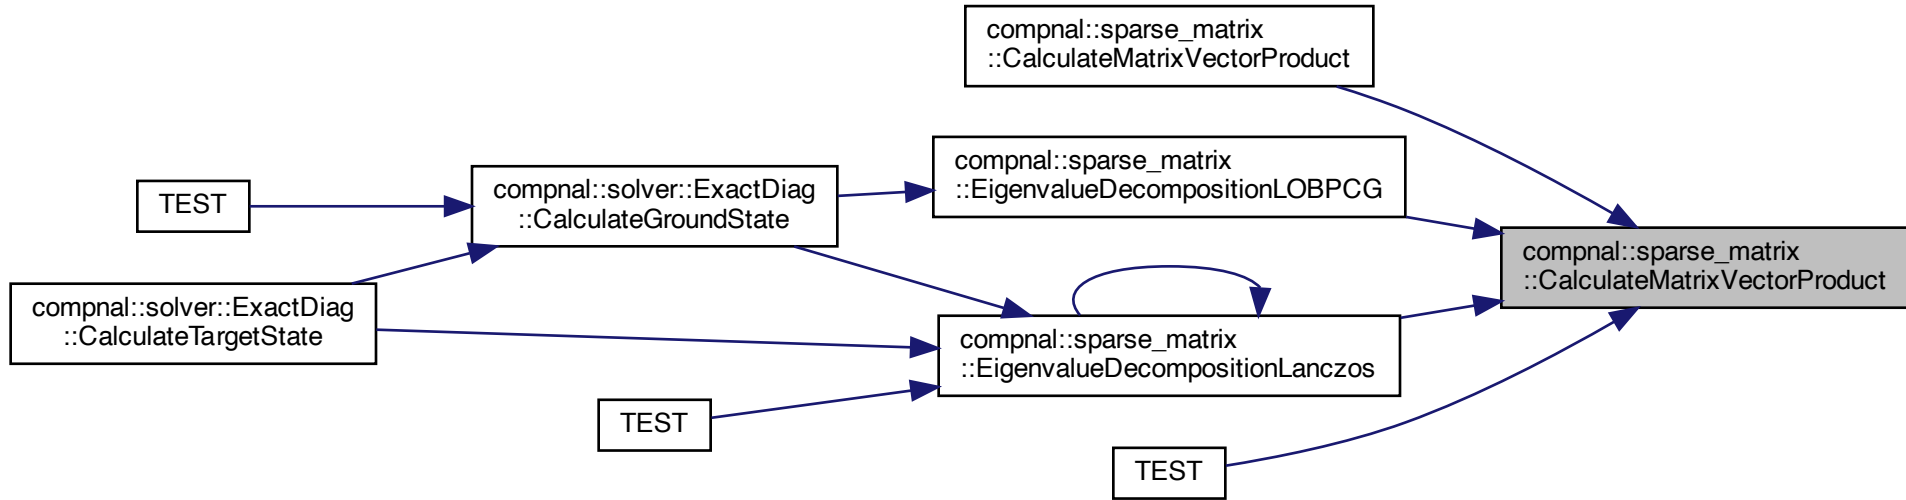 compnal::sparse_matrix
::CalculateMatrixVectorProduct
compnal::sparse_matrix
::EigenvalueDecompositionLOBPCG
compnal::solver::ExactDiag
::CalculateGroundState
TEST
compnal::sparse_matrix
::CalculateMatrixVectorProduct
compnal::solver::ExactDiag
::CalculateTargetState
compnal::sparse_matrix
::EigenvalueDecompositionLanczos
TEST
TEST